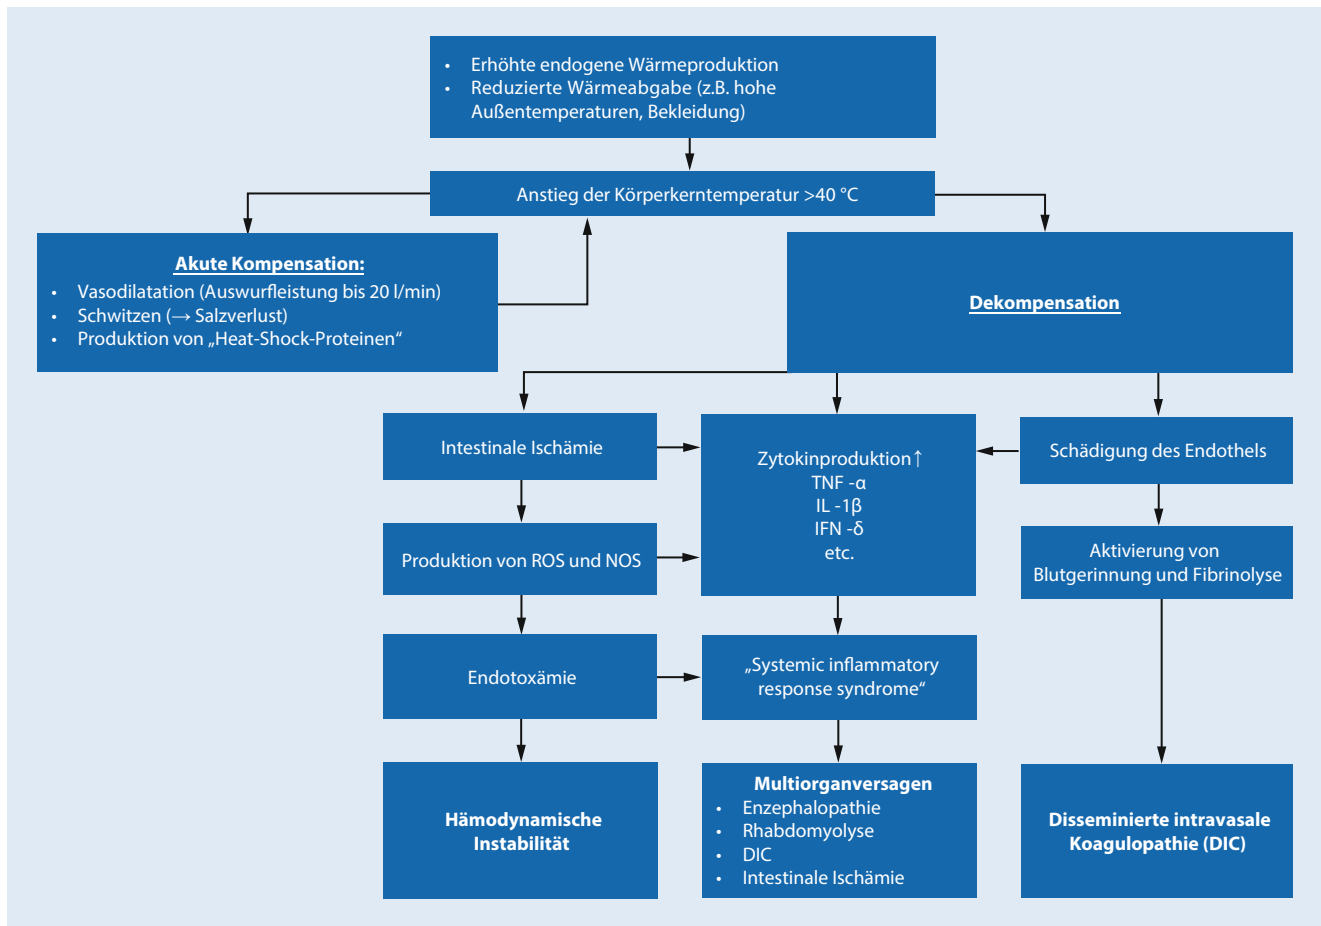 • Erhöhte endogene Wärmeproduktion
• Reduzierte Wärmeabgabe (z.B. hohe
Außentemperaturen, Bekleidung)
Anstieg der Körperkerntemperatur >40 °C
Akute Kompensation:
• Vasodilatation (Auswurfleistung bis 20 l/min)
• Schwitzen (→ Salzverlust)
• Produktion von „Heat-Shock-Proteinen“
Dekompensation
Intestinale Ischämie
Zytokinproduktion↑
TNF -α
IL -1β
IFN -δ
etc.
Schädigung des Endothels
Produktion von ROS und NOS
Aktivierung von
Blutgerinnung und Fibrinolyse
Endotoxämie
„Systemic inflammatory
response syndrome“
Hämodynamische
Instabilität
Multiorganversagen
• Enzephalopathie
• Rhabdomyolyse
• DIC
• Intestinale Ischämie
Disseminierte intravasale
Koagulopathie (DIC)